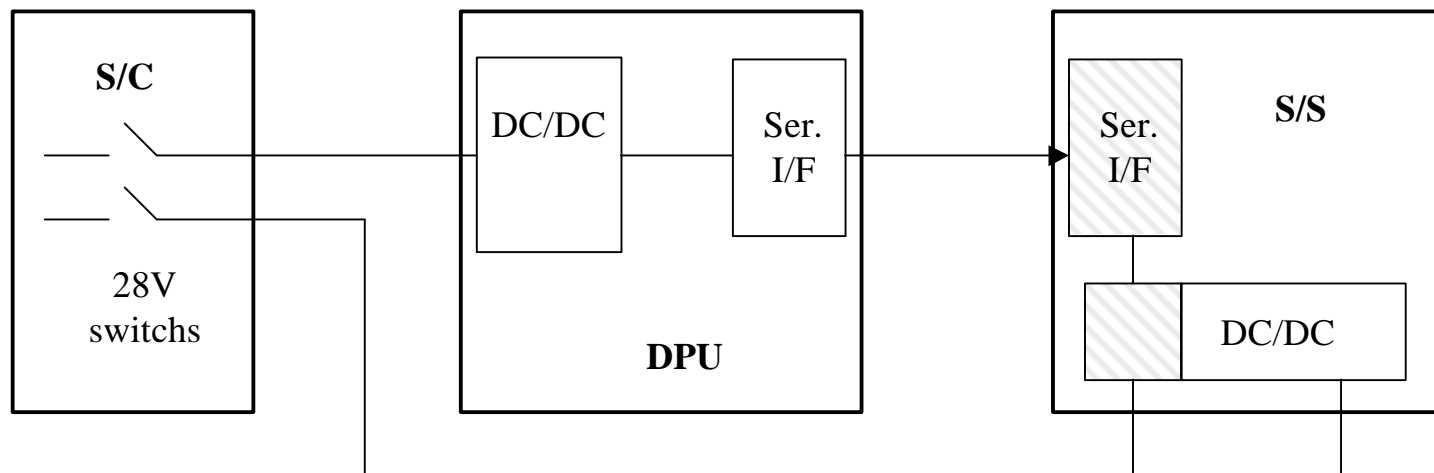 S/C
28V
switchs
DC/DC
Ser.
I/F
DPU
Ser.
I/F
S/S
DC/DC